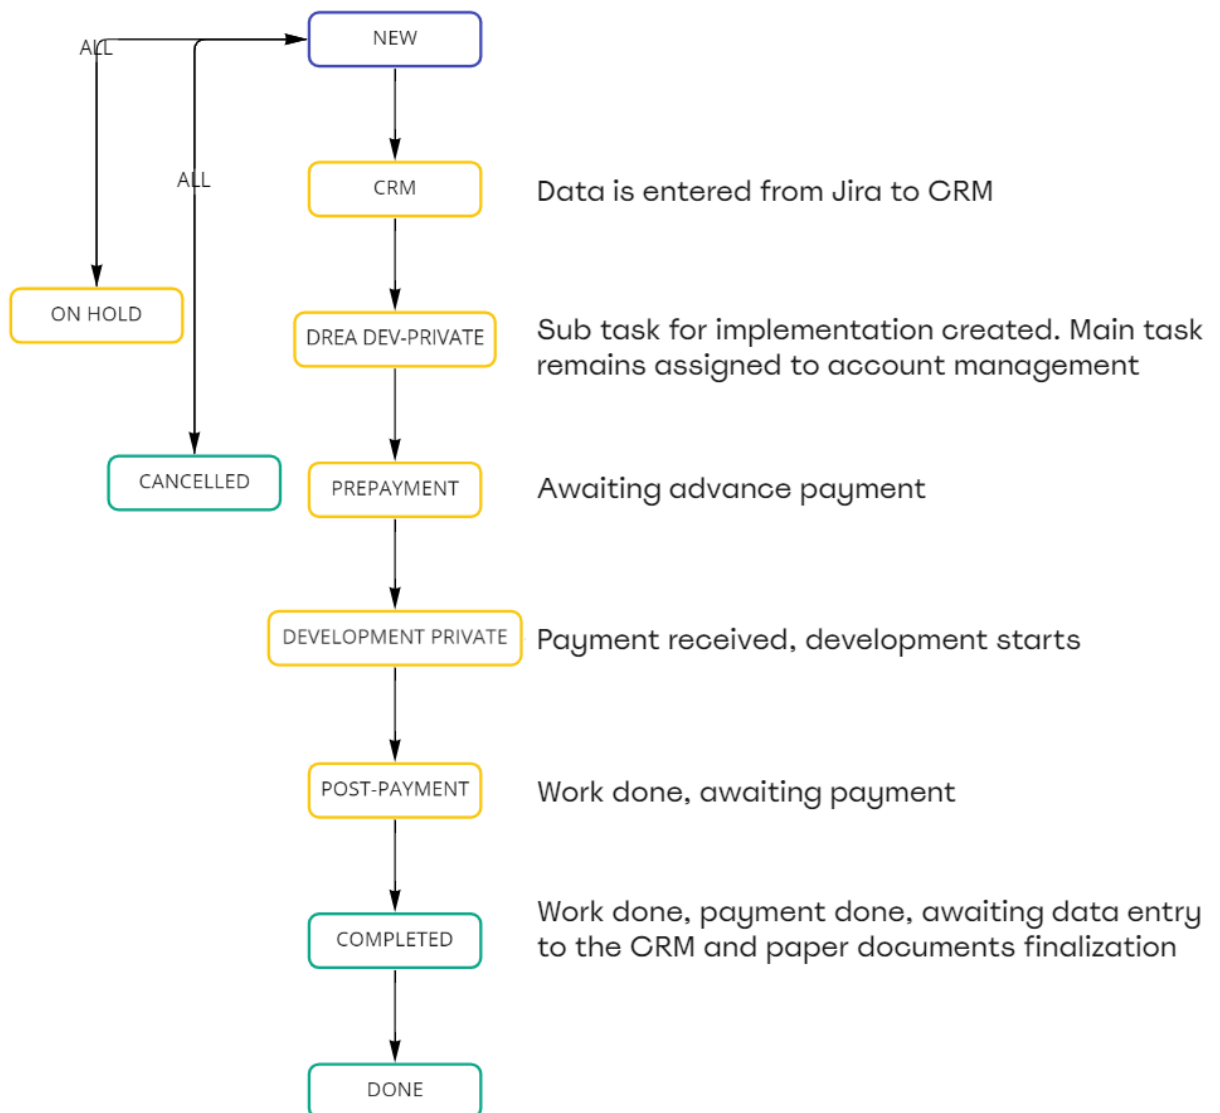 ALL
NEW
ALL
CRM
Data is entered from Jira to CRM
ON HOLD
DREA DEV-PRIVATE
Sub task for implementation created. Main task
remains assigned to account management
CANCELLED
PREPAYMENT
Awaiting advance payment
DEVELOPMENT PRIVATE
Payment received, development starts
POST-PAYMENT
Work done, awaiting payment
COMPLETED
Work done, payment done, awaiting data entry
to the CRM and paper documents finalization
DONE